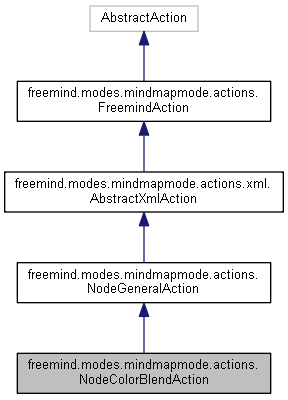 AbstractAction
freemind.modes.mindmapmode.actions.
FreemindAction
freemind.modes.mindmapmode.actions.xml.
AbstractXmlAction
freemind.modes.mindmapmode.actions.
NodeGeneralAction
freemind.modes.mindmapmode.actions.
NodeColorBlendAction